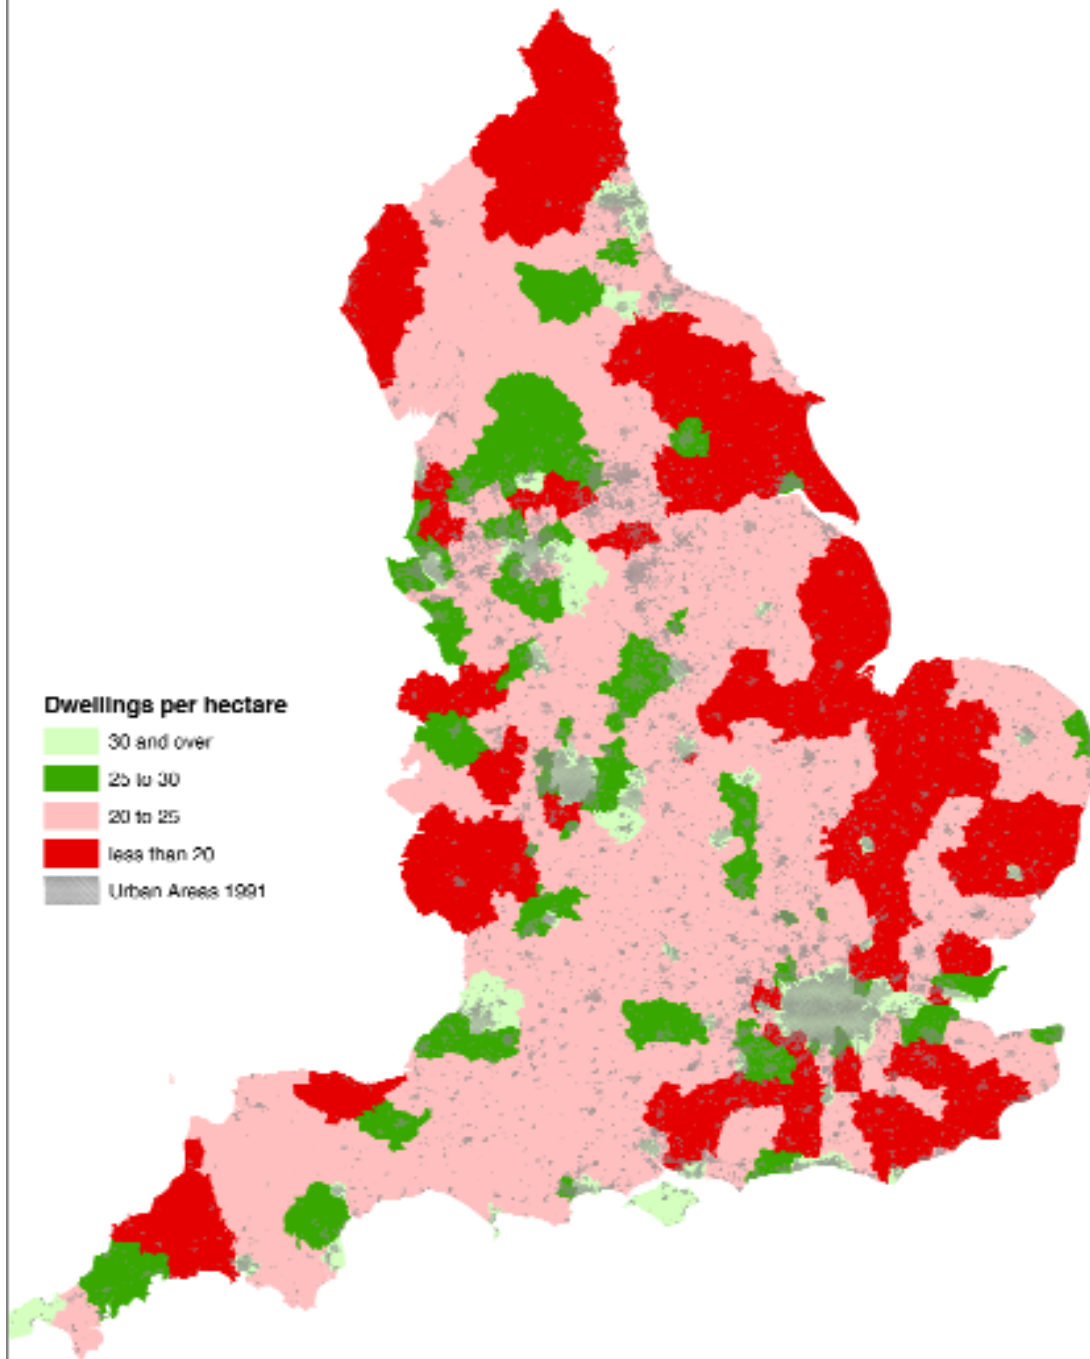 Dwellings per hectare
30 and over
25 to 30
20 to 25
less than 20
Urban Areas 1991